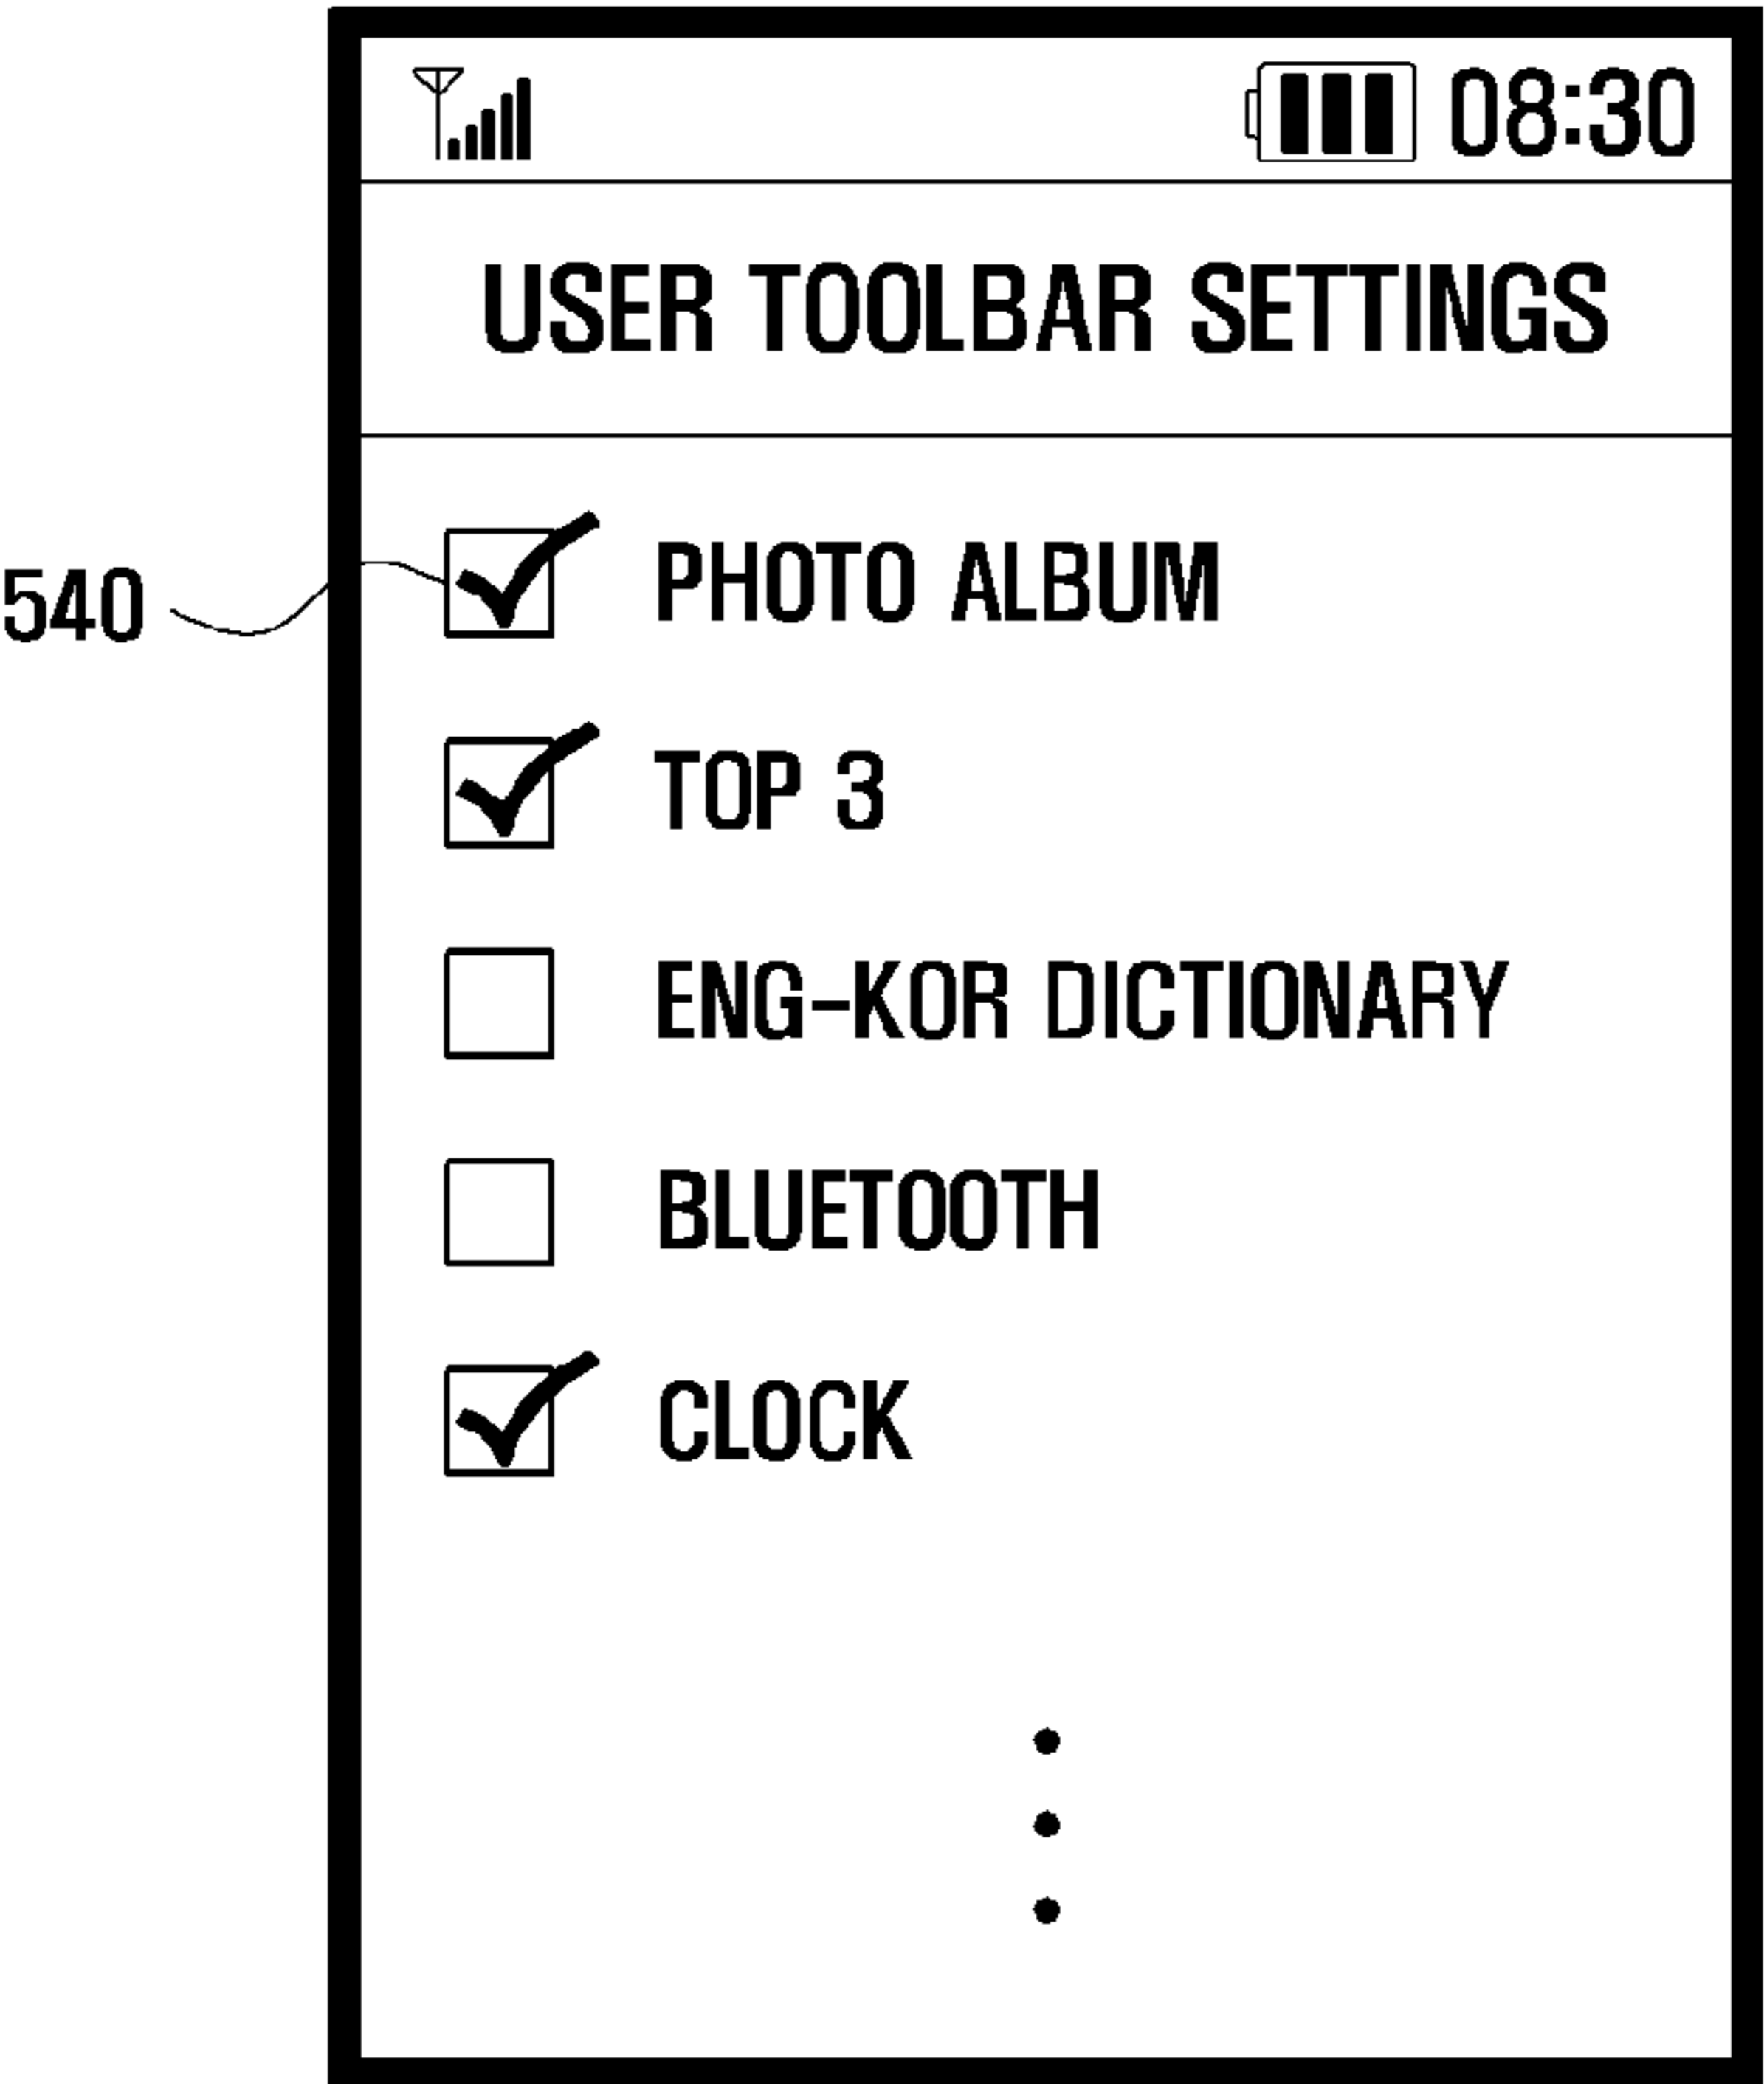 08:30
USER TOOLBAR SETTINGS
540
PHOTO ALBUM
TOP 3
ENG-KOR DICTIONARY
BLUETOOTH
CLOCK